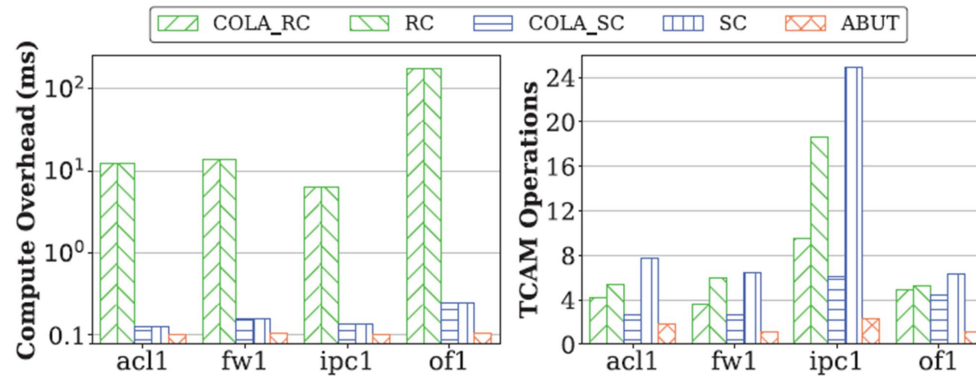 COLA_RC RC COLA_SC SC ABUT
Compute Overhead (ms)
10²
10¹
10⁰
0.1
acl1 fw1 ipc1 of1
TCAM Operations
24
20
16
12
8
4
0
acl1 fw1 ipc1 of1